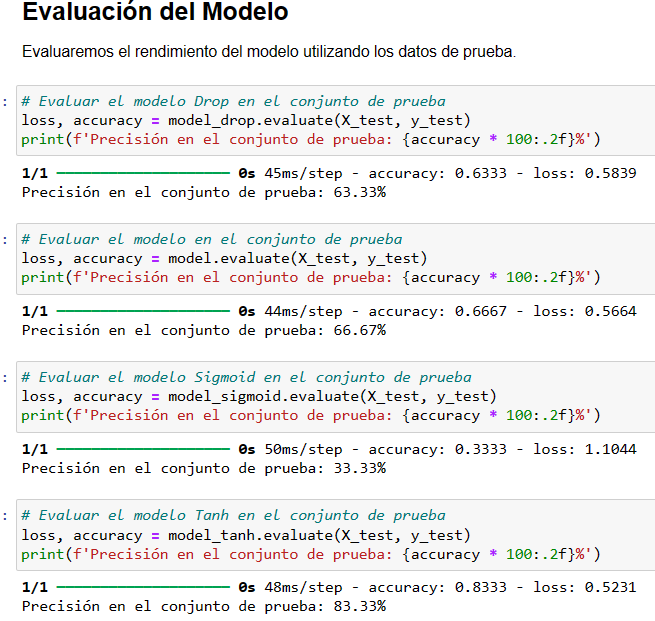 Evaluación del Modelo
Evaluaremos el rendimiento del modelo utilizando los datos de prueba.
: # Evaluar el modelo Drop en el conjunto de prueba
loss, accuracy = model_drop.evaluate(X_test, y_test)
print(f'Precisión en el conjunto de prueba: {accuracy * 100:.2f}%')
1/1 ━━━━━━━━━━━━━━━━━━━━ 0s 45ms/step - accuracy: 0.6333 - loss: 0.5839
Precisión en el conjunto de prueba: 63.33%
: # Evaluar el modelo en el conjunto de prueba
loss, accuracy = model.evaluate(X_test, y_test)
print(f'Precisión en el conjunto de prueba: {accuracy * 100:.2f}%')
1/1 ━━━━━━━━━━━━━━━━━━━━ 0s 44ms/step - accuracy: 0.6667 - loss: 0.5664
Precisión en el conjunto de prueba: 66.67%
: # Evaluar el modelo Sigmoid en el conjunto de prueba
loss, accuracy = model_sigmoid.evaluate(X_test, y_test)
print(f'Precisión en el conjunto de prueba: {accuracy * 100:.2f}%')
1/1 ━━━━━━━━━━━━━━━━━━━━ 0s 50ms/step - accuracy: 0.3333 - loss: 1.1044
Precisión en el conjunto de prueba: 33.33%
: # Evaluar el modelo Tanh en el conjunto de prueba
loss, accuracy = model_tanh.evaluate(X_test, y_test)
print(f'Precisión en el conjunto de prueba: {accuracy * 100:.2f}%')
1/1 ━━━━━━━━━━━━━━━━━━━━ 0s 48ms/step - accuracy: 0.8333 - loss: 0.5231
Precisión en el conjunto de prueba: 83.33%